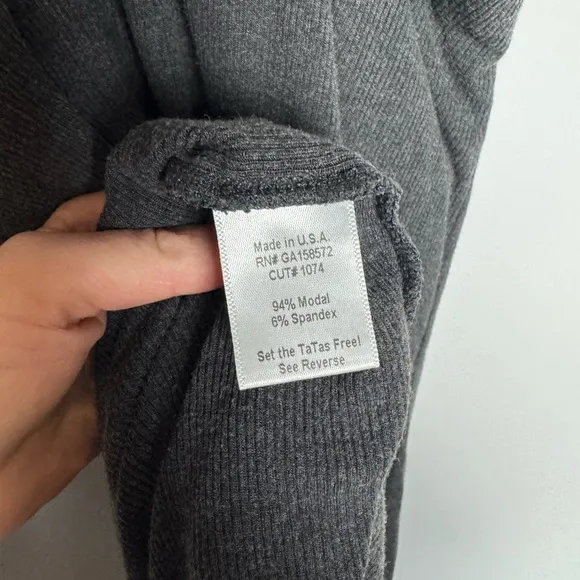 Made in U.S.A.
RN# GA158572
CUT# 1074
94% Modal
6% Spandex
Set the TaTas Free!
See Reverse